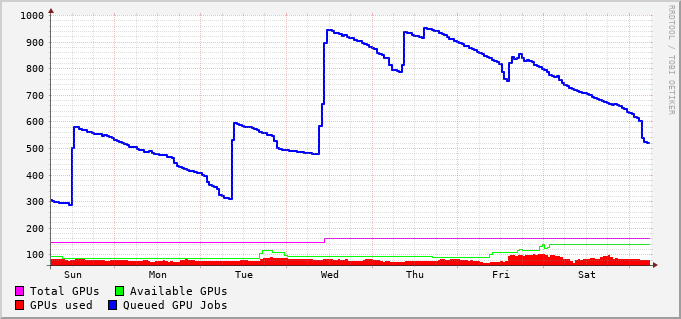 1000
900
800
700
600
500
400
300
200
100
Sun Mon Tue Wed Thu Fri Sat
Total GPUs Available GPUs
GPUs used Queued GPU Jobs
RRDTOOL / TOBI OETIKER